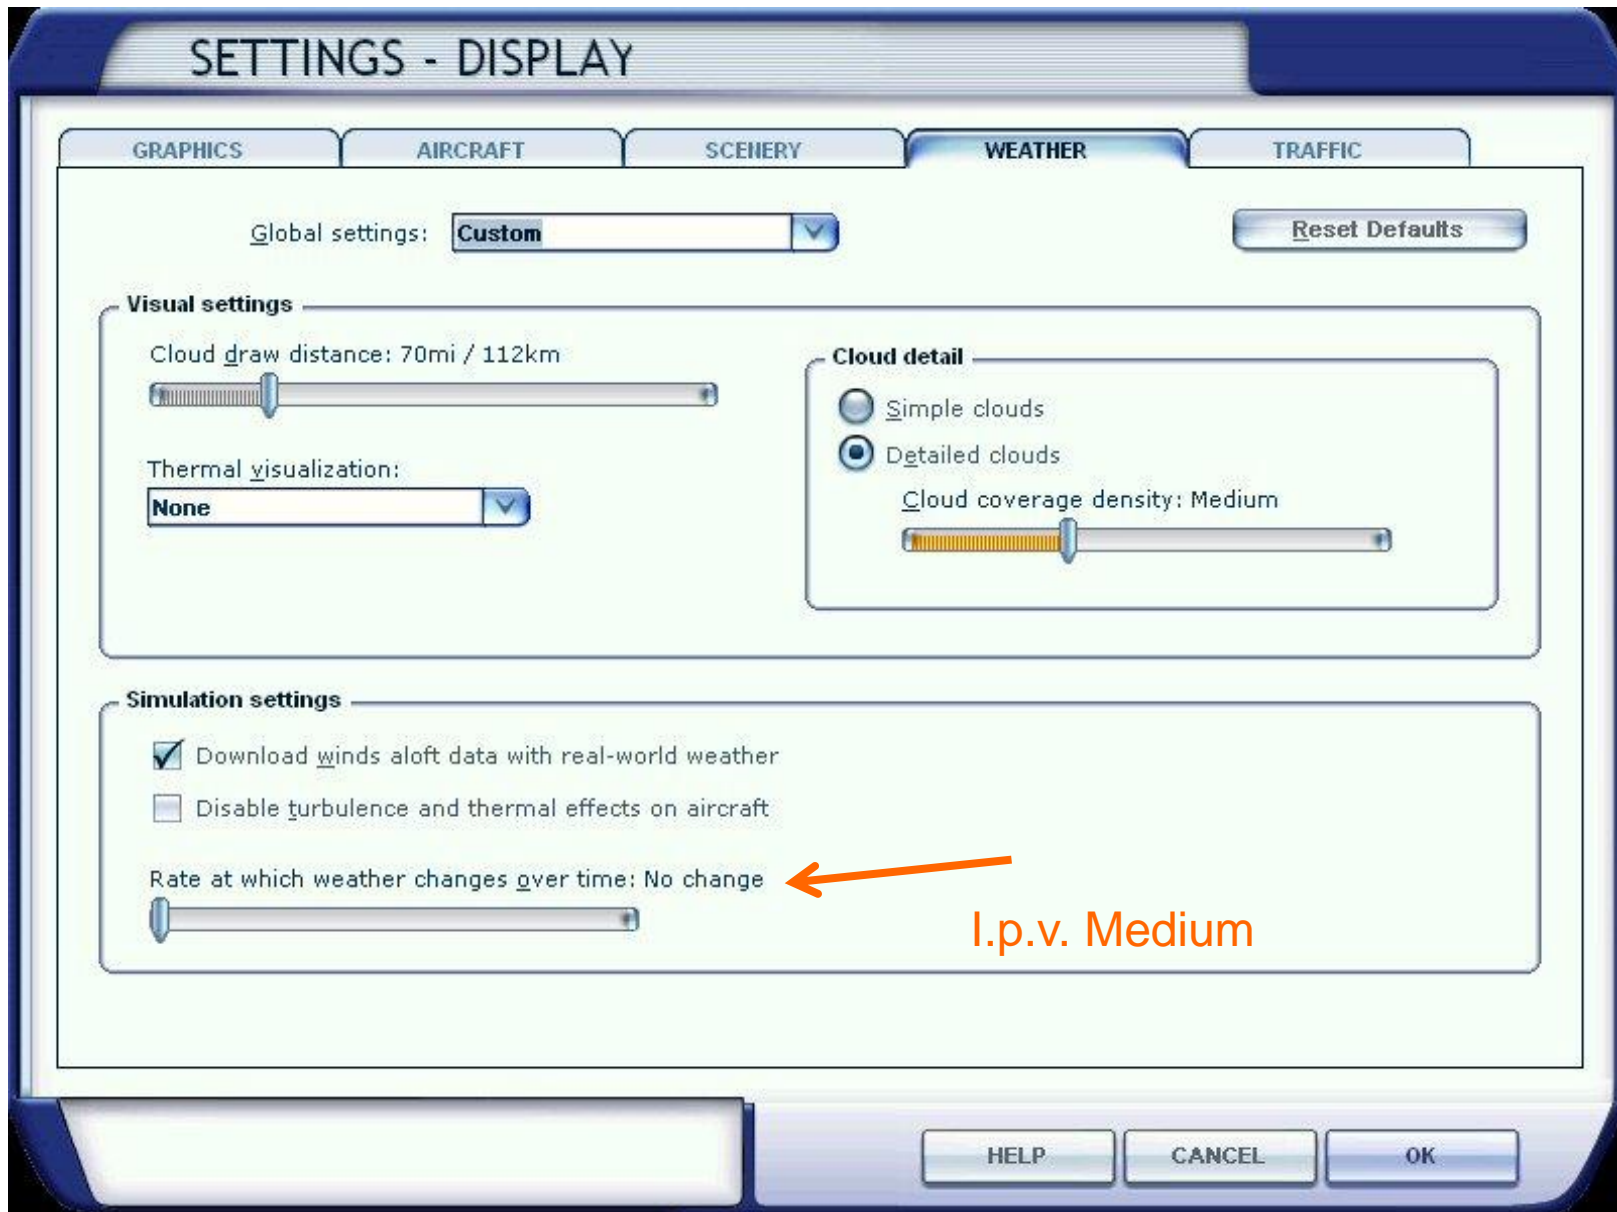 SETTINGS - DISPLAY
GRAPHICS
AIRCRAFT
SCENERY
WEATHER
TRAFFIC
Global settings:
Custom
Reset Defaults
Visual settings
Cloud draw distance: 70mi / 112km
Thermal visualization:
None
Cloud detail
Simple clouds
Detailed clouds
Cloud coverage density: Medium
Simulation settings
Download winds aloft data with real-world weather
Disable turbulence and thermal effects on aircraft
Rate at which weather changes over time: No change
I.p.v. Medium
HELP
CANCEL
OK